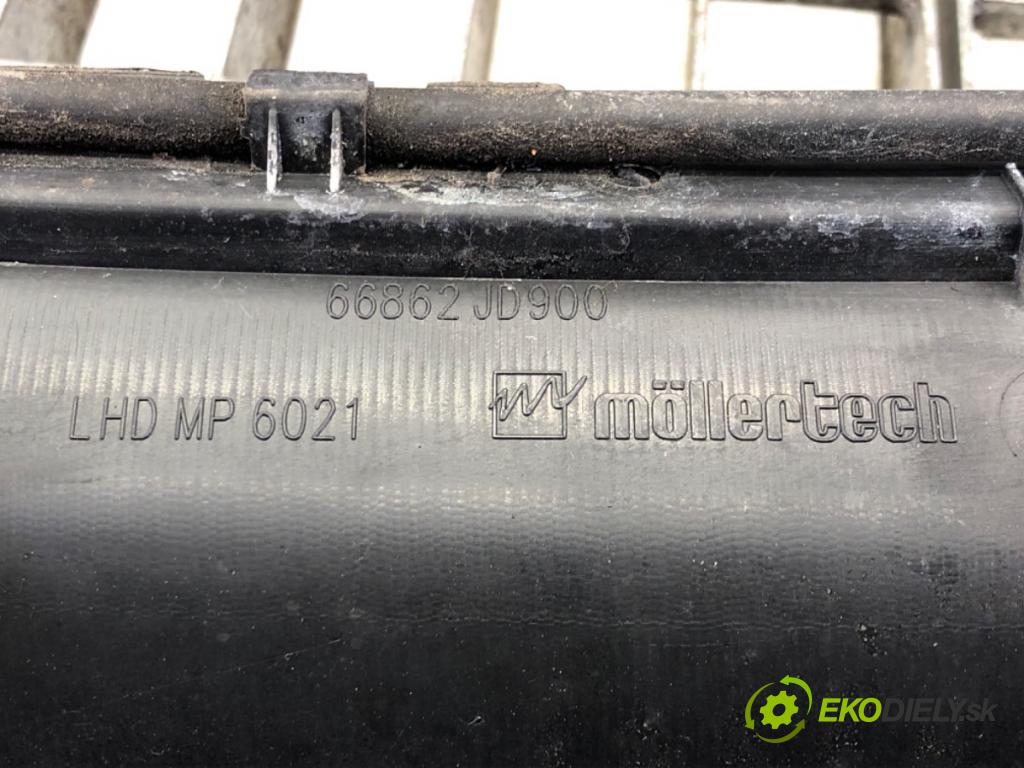 66862 JD900
LHD MP 6021 möllertech
EKODIELY.sk